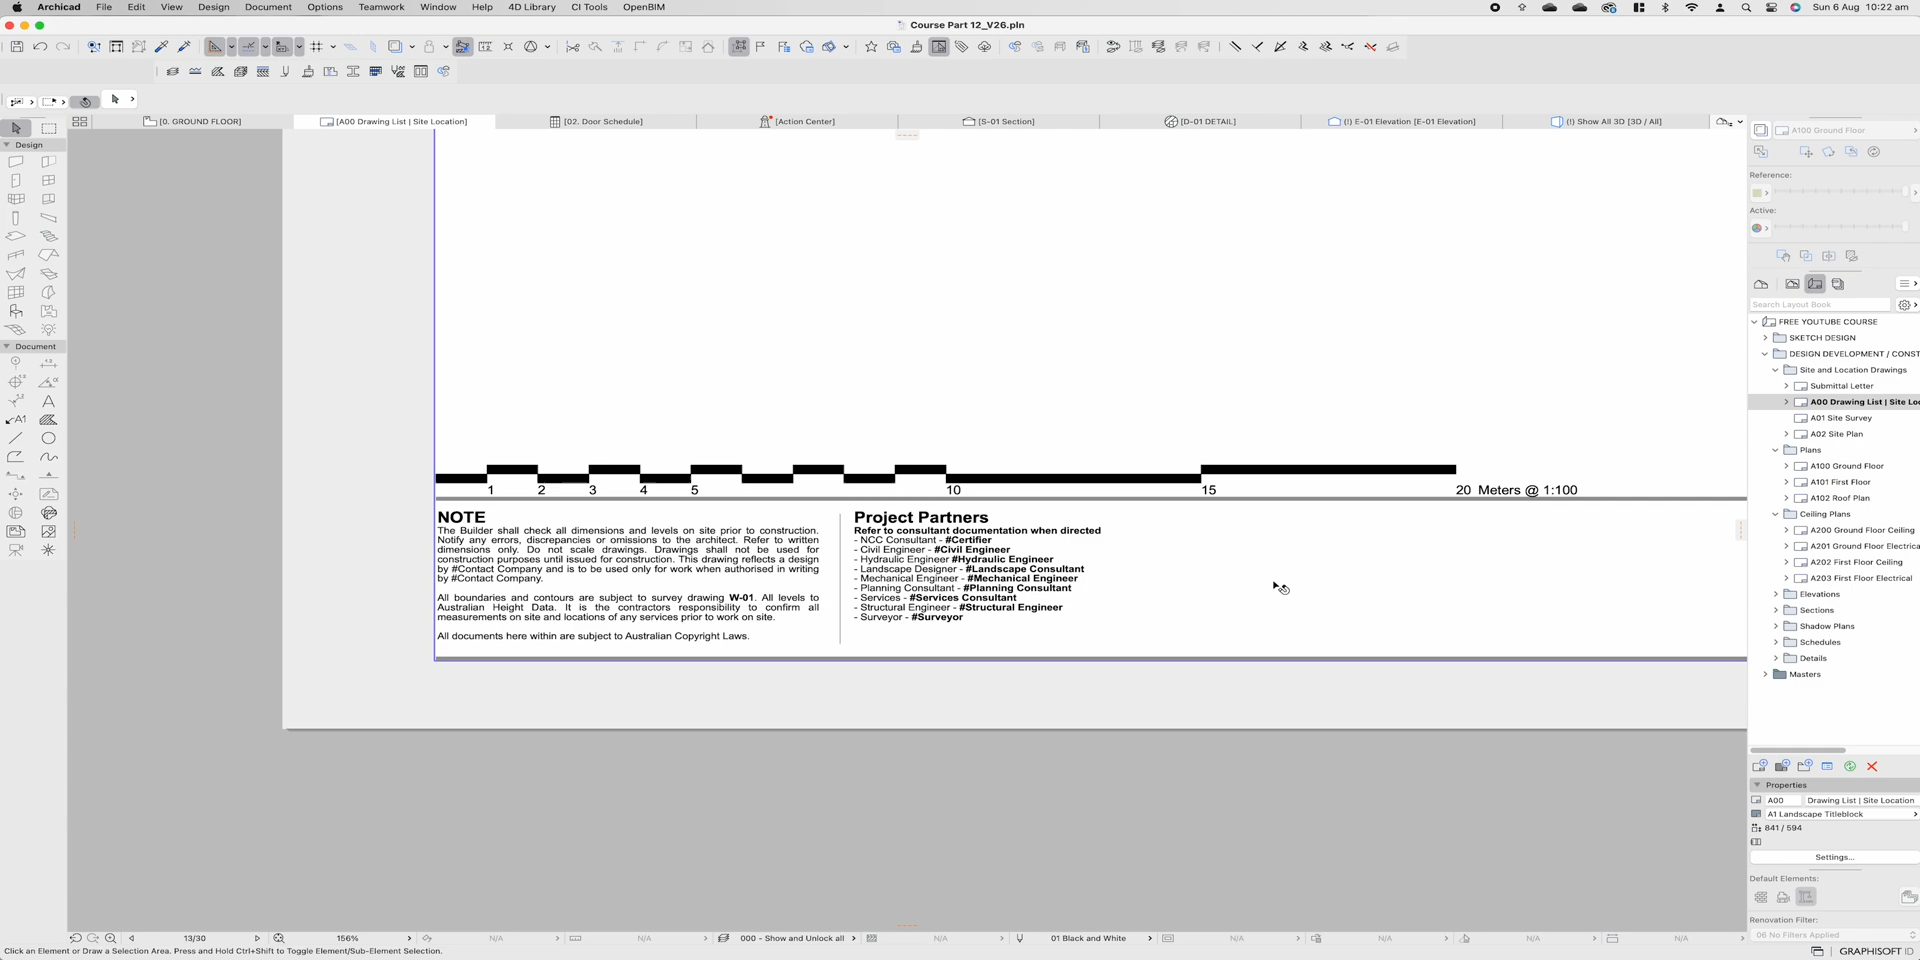 Archicad File Edit View Design Document Options Teamwork Window Help 4D Library CI Tools OpenBIM
Sun 6 Aug 10:22 am
Course Part 12_V26.pln
[0. GROUND FLOOR]
[A00 Drawing List | Site Location]
[02. Door Schedule]
[Action Center]
[S-01 Section]
[D-01 DETAIL]
(!) E-01 Elevation [E-01 Elevation]
(!) Show All 3D [3D / All]
Design
Document
A1
1 2 3 4 5 10 15 20 Meters @ 1:100
NOTE
The Builder shall check all dimensions and levels on site prior to construction.
Notify any errors, discrepancies or omissions to the architect. Refer to written
dimensions only. Do not scale drawings. Drawings shall not be used for
construction purposes until issued for construction. This drawing reflects a design
by #Contact Company and is to be used only for work when authorised in writing
by #Contact Company.
All boundaries and contours are subject to survey drawing W-01. All levels to
Australian Height Data. It is the contractors responsibility to confirm all
measurements on site and locations of any services prior to work on site.
All documents here within are subject to Australian Copyright Laws.
Project Partners
Refer to consultant documentation when directed
- NCC Consultant - #Certifier
- Civil Engineer - #Civil Engineer
- Hydraulic Engineer #Hydraulic Engineer
- Landscape Designer - #Landscape Consultant
- Mechanical Engineer - #Mechanical Engineer
- Planning Consultant - #Planning Consultant
- Services - #Services Consultant
- Structural Engineer - #Structural Engineer
- Surveyor - #Surveyor
A100 Ground Floor
Reference:
Active:
Search Layout Book
FREE YOUTUBE COURSE
SKETCH DESIGN
DESIGN DEVELOPMENT / CONST
Site and Location Drawings
Submittal Letter
A00 Drawing List | Site Loc
A01 Site Survey
A02 Site Plan
Plans
A100 Ground Floor
A101 First Floor
A102 Roof Plan
Ceiling Plans
A200 Ground Floor Ceiling
A201 Ground Floor Electrica
A202 First Floor Ceiling
A203 First Floor Electrical
Elevations
Sections
Shadow Plans
Schedules
Details
Masters
Properties
A00 Drawing List | Site Location
A1 Landscape Titleblock
841 / 594
Settings...
Default Elements:
Renovation Filter:
06 No Filters Applied
13/30 156% N/A N/A 000 - Show and Unlock all N/A 01 Black and White N/A N/A N/A N/A
Click an Element or Draw a Selection Area. Press and Hold Ctrl+Shift to Toggle Element/Sub-Element Selection.
GRAPHISOFT ID